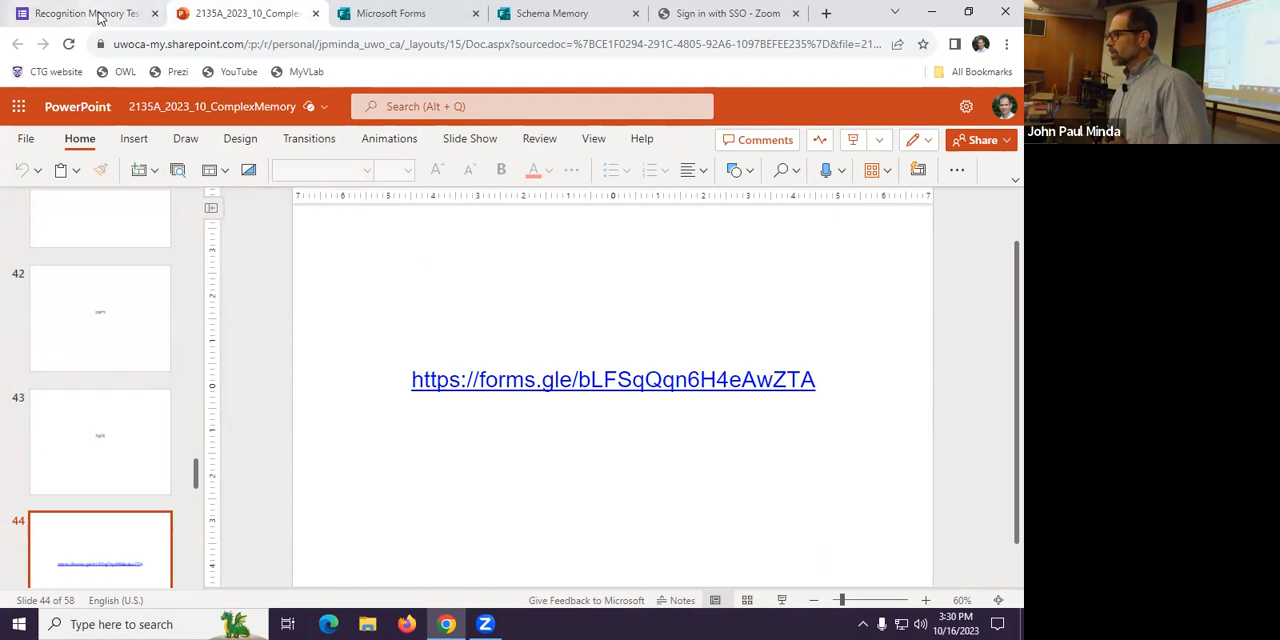 Recognition Memory Tes
2135A_2023_10_Comple
Microsoft Forms
Schema Memory
Sign in with SSO - Zoom
uwoca-my.sharepoint.com/:p:/r/personal/jpminda_uwo_ca/_layouts/15/Doc.aspx?sourcedoc=%7BCE1F0294-291C-4805-92A6-1097BEFEE235%7D&file=21...
CTG website
OWL
Prezi
YouTube
MyVLab
All Bookmarks
PowerPoint
2135A_2023_10_ComplexMemory
Search (Alt + Q)
John Paul Minda
File
Home
Insert
Draw
Design
Transitions
Animations
Slide Show
Review
View
Help
Comments
Share
42
43
44
https://forms.gle/bLFSqQqn6H4eAwZTA
Slide 44 of 58
English (U.S.)
Give Feedback to Microsoft
Notes
60%
Type here to search
3:30 PM
10/16/2023